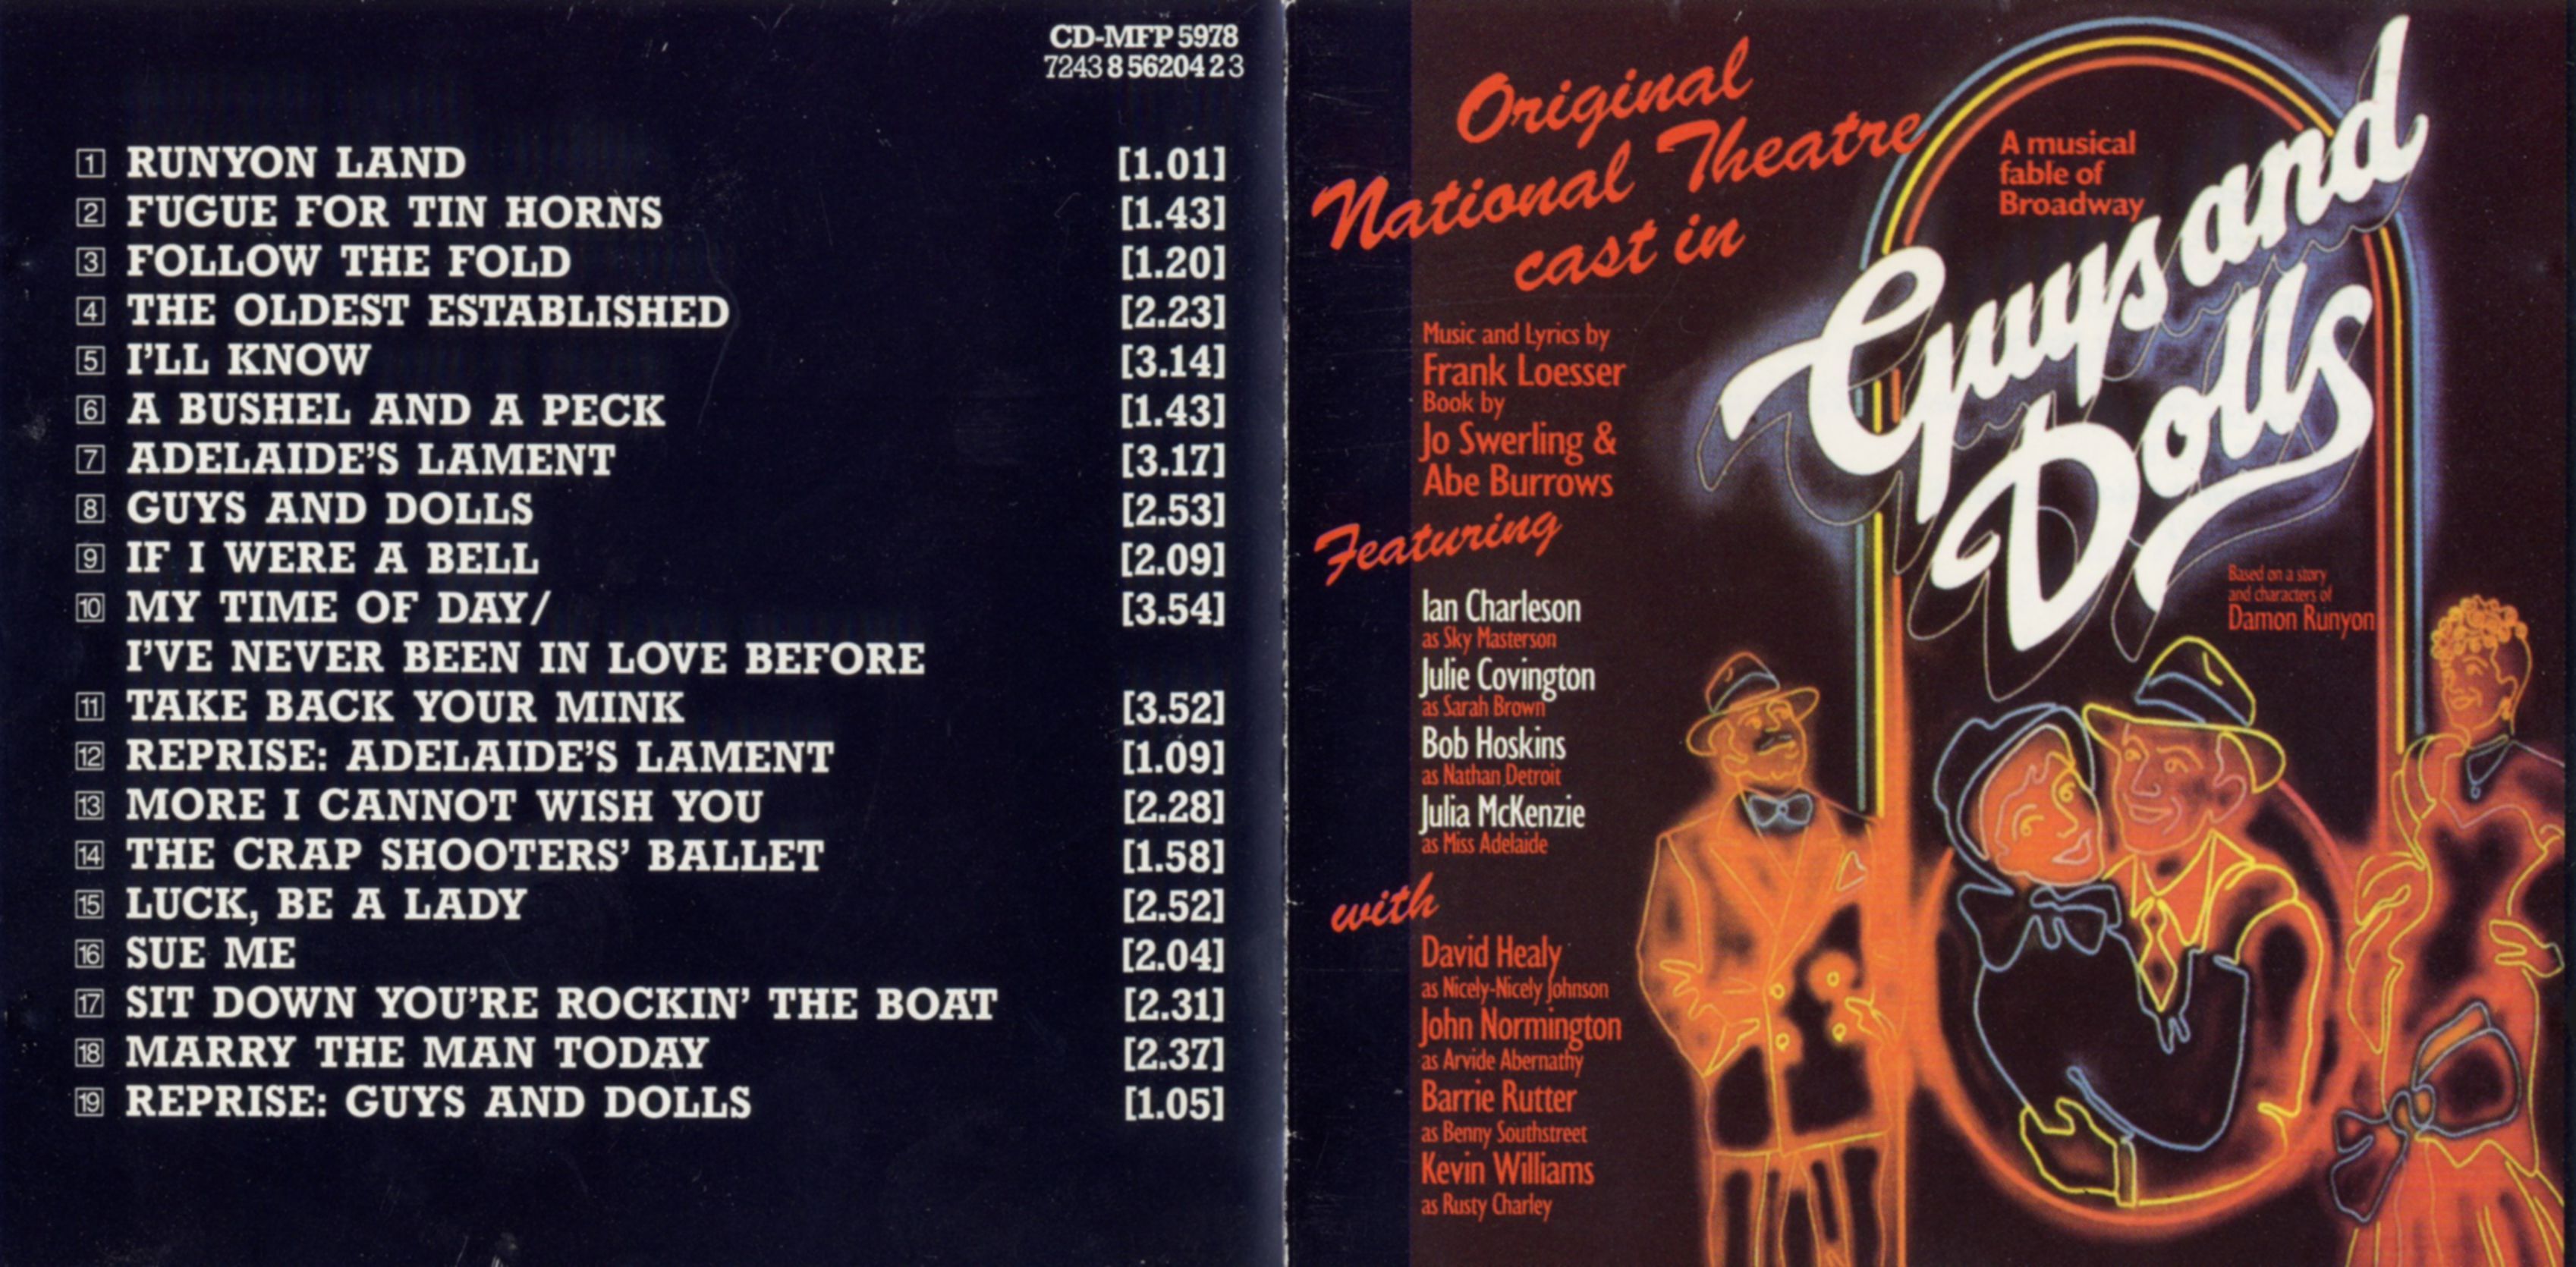 CD-MFP 5978
7243 8 56204 2 3
1 RUNYON LAND [1.01]
2 FUGUE FOR TIN HORNS [1.43]
3 FOLLOW THE FOLD [1.20]
4 THE OLDEST ESTABLISHED [2.23]
5 I'LL KNOW [3.14]
6 A BUSHEL AND A PECK [1.43]
7 ADELAIDE'S LAMENT [3.17]
8 GUYS AND DOLLS [2.53]
9 IF I WERE A BELL [2.09]
10 MY TIME OF DAY/ [3.54]
I'VE NEVER BEEN IN LOVE BEFORE
11 TAKE BACK YOUR MINK [3.52]
12 REPRISE: ADELAIDE'S LAMENT [1.09]
13 MORE I CANNOT WISH YOU [2.28]
14 THE CRAP SHOOTERS' BALLET [1.58]
15 LUCK, BE A LADY [2.52]
16 SUE ME [2.04]
17 SIT DOWN YOU'RE ROCKIN' THE BOAT [2.31]
18 MARRY THE MAN TODAY [2.37]
19 REPRISE: GUYS AND DOLLS [1.05]
Original
National Theatre
cast in
A musical
fable of
Broadway
Guys and
Dolls
Music and Lyrics by
Frank Loesser
Book by
Jo Swerling &
Abe Burrows
Based on a story
and characters of
Damon Runyon
Featuring
Ian Charleson
as Sky Masterson
Julie Covington
as Sarah Brown
Bob Hoskins
as Nathan Detroit
Julia McKenzie
as Miss Adelaide
with
David Healy
as Nicely-Nicely Johnson
John Normington
as Arvide Abernathy
Barrie Rutter
as Benny Southstreet
Kevin Williams
as Rusty Charley